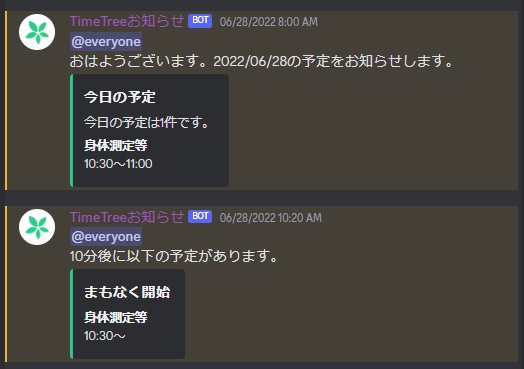 TimeTreeお知らせ BOT 06/28/2022 8:00 AM
@everyone
おはようございます。2022/06/28の予定をお知らせします。
今日の予定
今日の予定は1件です。
身体測定等
10:30～11:00
TimeTreeお知らせ BOT 06/28/2022 10:20 AM
@everyone
10分後に以下の予定があります。
まもなく開始
身体測定等
10:30～